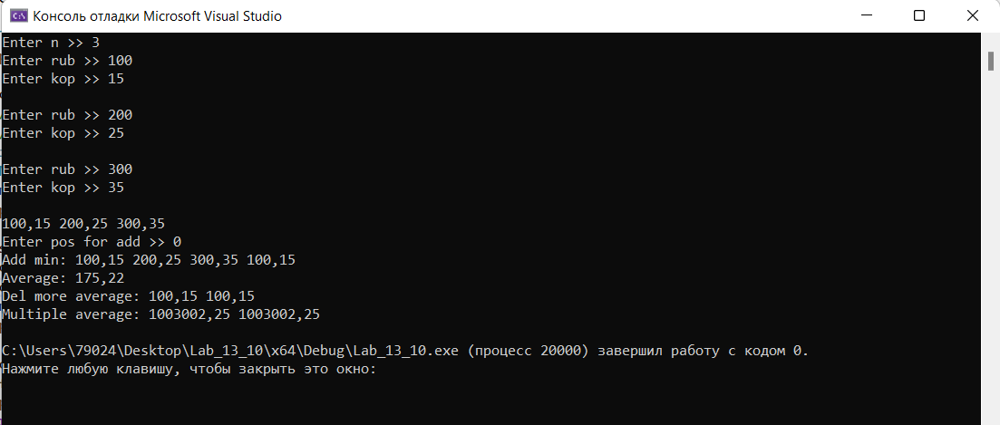 Консоль отладки Microsoft Visual Studio
Enter n >> 3
Enter rub >> 100
Enter kop >> 15
Enter rub >> 200
Enter kop >> 25
Enter rub >> 300
Enter kop >> 35
100,15 200,25 300,35
Enter pos for add >> 0
Add min: 100,15 200,25 300,35 100,15
Average: 175,22
Del more average: 100,15 100,15
Multiple average: 1003002,25 1003002,25
C:\Users\79024\Desktop\Lab_13_10\x64\Debug\Lab_13_10.exe (процесс 20000) завершил работу с кодом 0.
Нажмите любую клавишу, чтобы закрыть это окно: